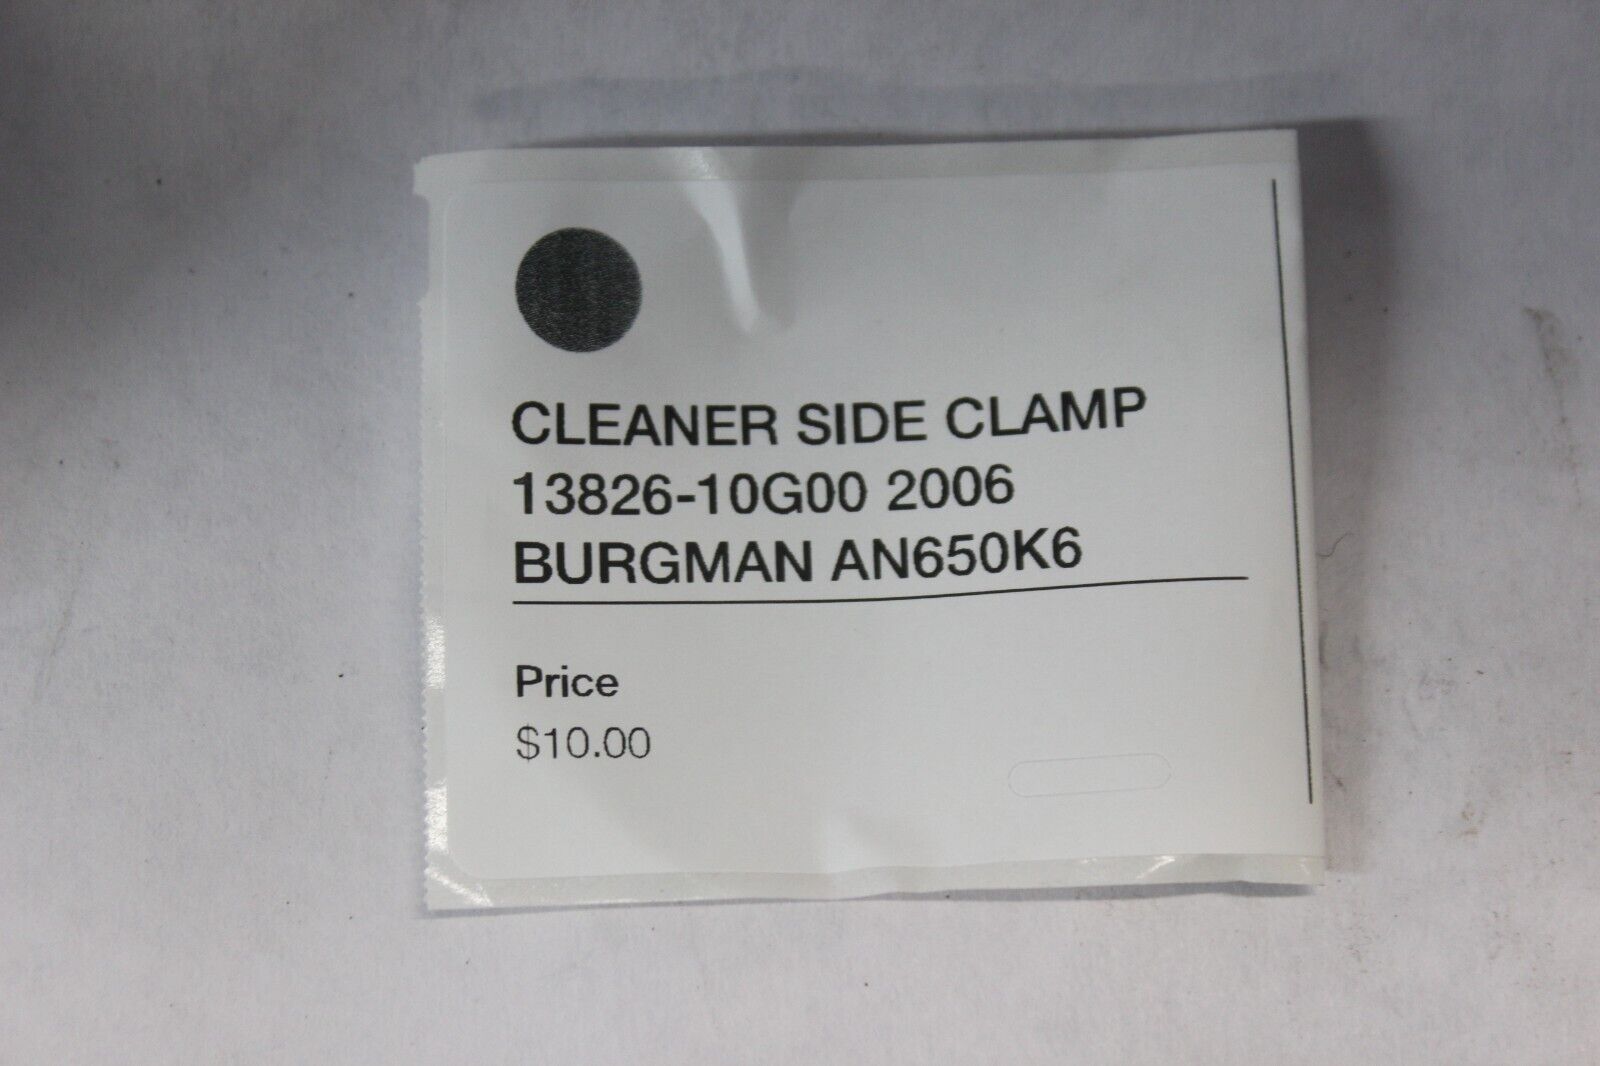 CLEANER SIDE CLAMP
13826-10G00 2006
BURGMAN AN650K6
Price
$10.00